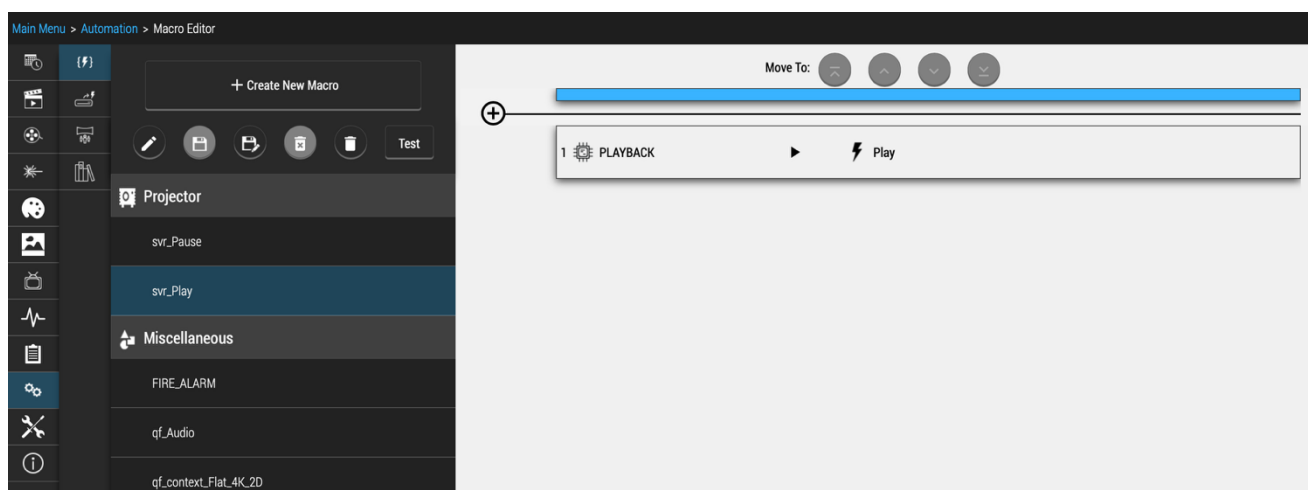 Main Menu > Automation > Macro Editor
{⚡}
+ Create New Macro
Test
Projector
svr_Pause
svr_Play
Miscellaneous
FIRE_ALARM
qf_Audio
qf_context_Flat_4K_2D
Move To:
1 PLAYBACK Play